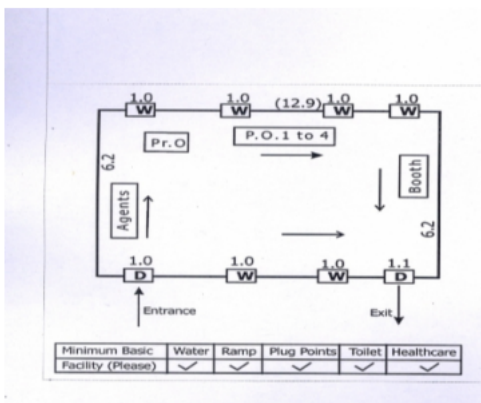 1.0 1.0 (12.9) 1.0 1.0
W W W W
Pr.O P.O.1 to 4
6.2
Agents
Booth
6.2
1.0 1.0 1.0 1.1
D W W D
Entrance Exit
Minimum Basic Water Ramp Plug Points Toilet Healthcare
Facility (Please) ✓ ✓ ✓ ✓ ✓